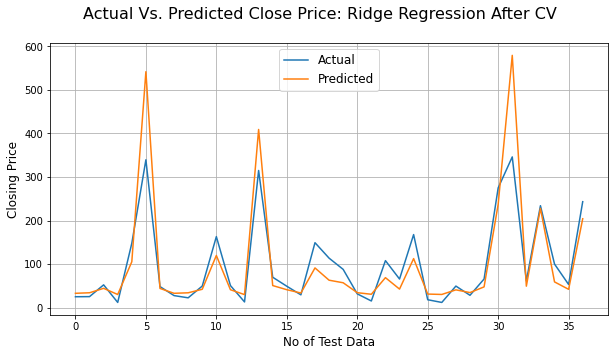 Actual Vs. Predicted Close Price: Ridge Regression After CV
Actual
Predicted
Closing Price
600
500
400
300
200
100
0
0 5 10 15 20 25 30 35
No of Test Data